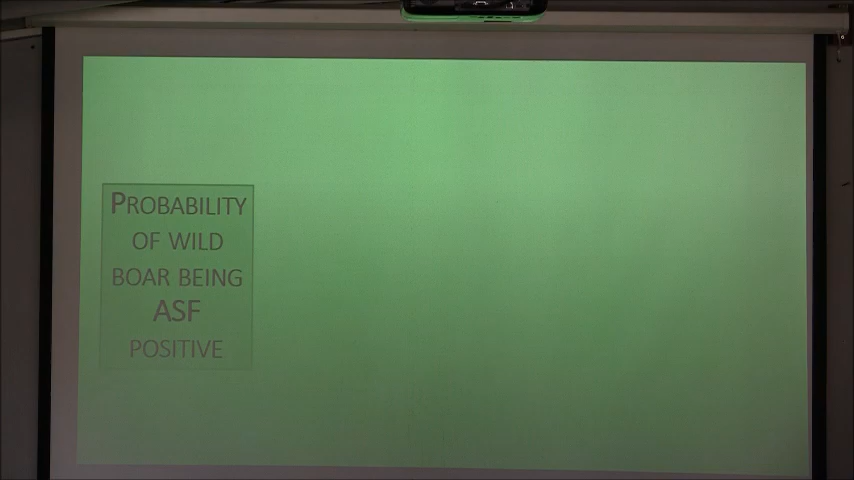 PROBABILITY
OF WILD
BOAR BEING
ASF
POSITIVE